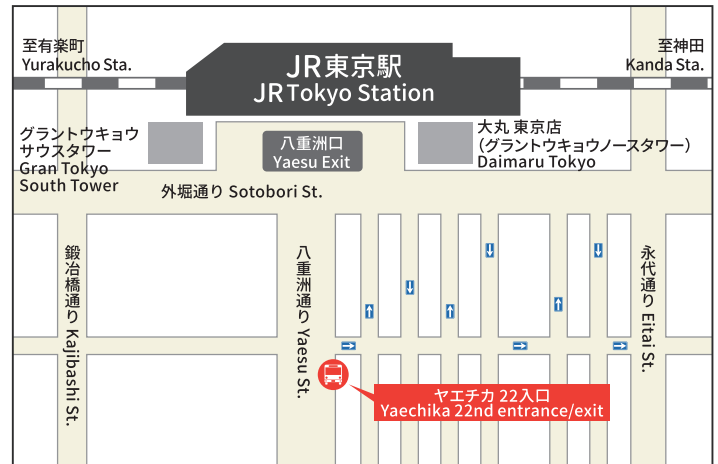 至有楽町
Yurakucho Sta.
JR東京駅
JR Tokyo Station
至神田
Kanda Sta.
グラントウキョウ
サウスタワー
Gran Tokyo
South Tower
八重洲口
Yaesu Exit
大丸 東京店
(グラントウキョウノースタワー)
Daimaru Tokyo
外堀通り Sotobori St.
鍛冶橋通り Kajibashi St.
八重洲通り Yaesu St.
永代通り Eitai St.
ヤエチカ 22入口
Yaechika 22nd entrance/exit